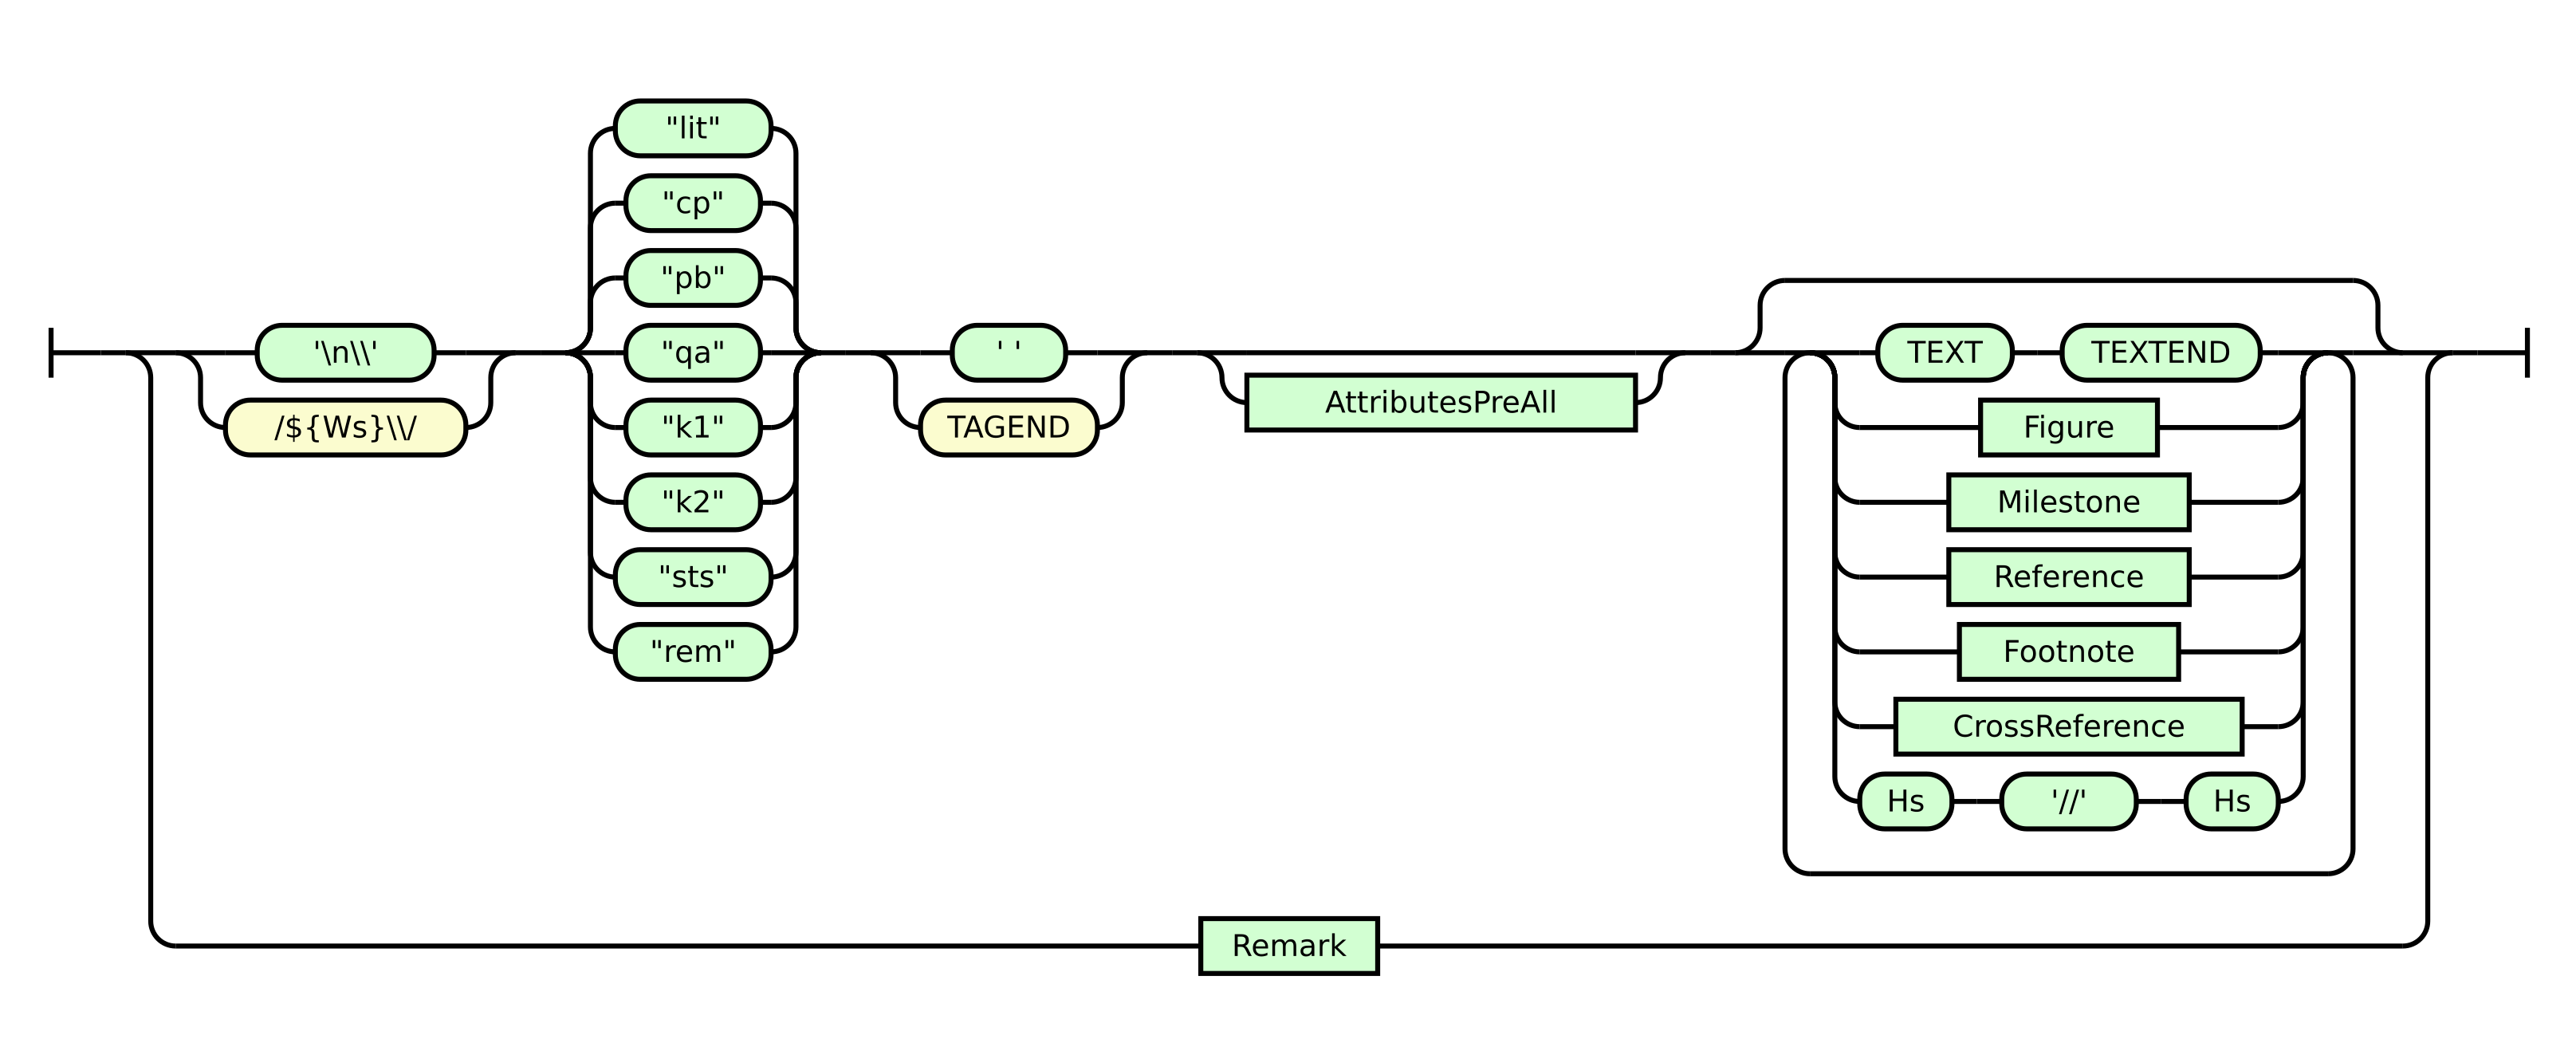 "lit"
"cp"
"pb"
'\n\\' "qa" ' ' TEXT TEXTEND
/${Ws}\\/ "k1" TAGEND AttributesPreAll Figure
"k2" Milestone
"sts" Reference
"rem" Footnote
CrossReference
Hs '//' Hs
Remark